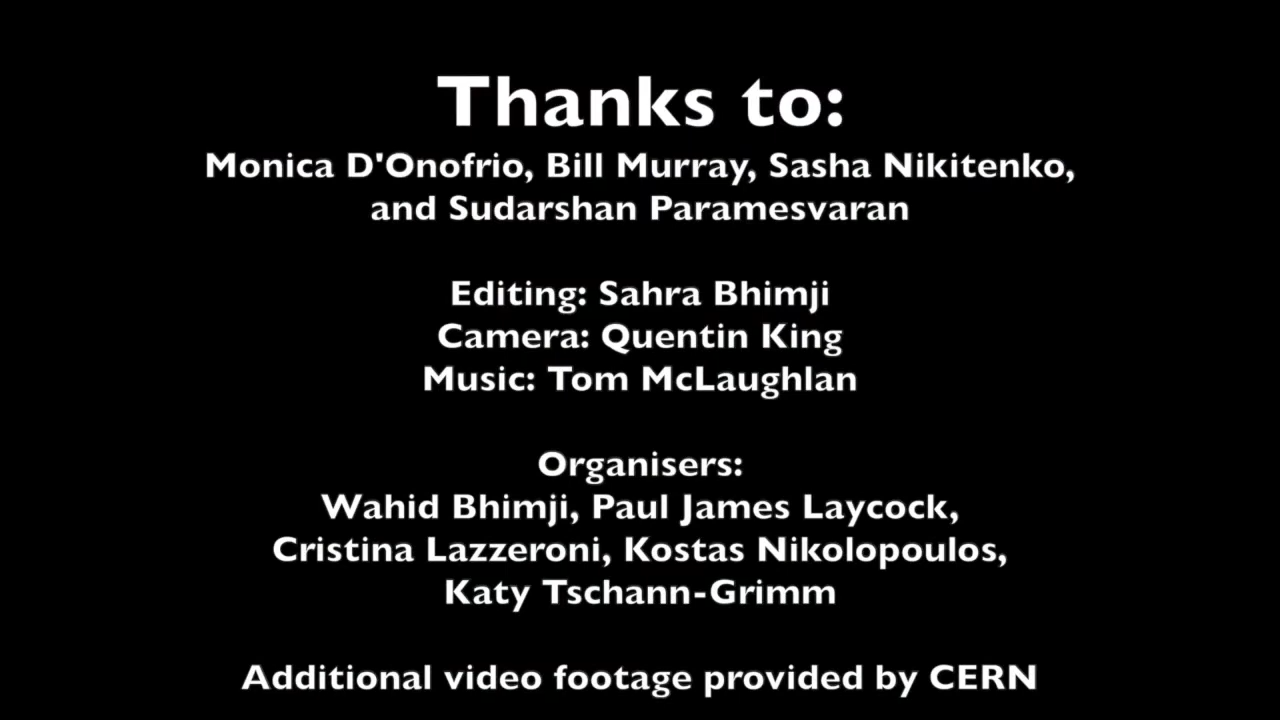 Thanks to:
Monica D'Onofrio, Bill Murray, Sasha Nikitenko,
and Sudarshan Paramesvaran
Editing: Sahra Bhimji
Camera: Quentin King
Music: Tom McLaughlan
Organisers:
Wahid Bhimji, Paul James Laycock,
Cristina Lazzeroni, Kostas Nikolopoulos,
Katy Tschann-Grimm
Additional video footage provided by CERN